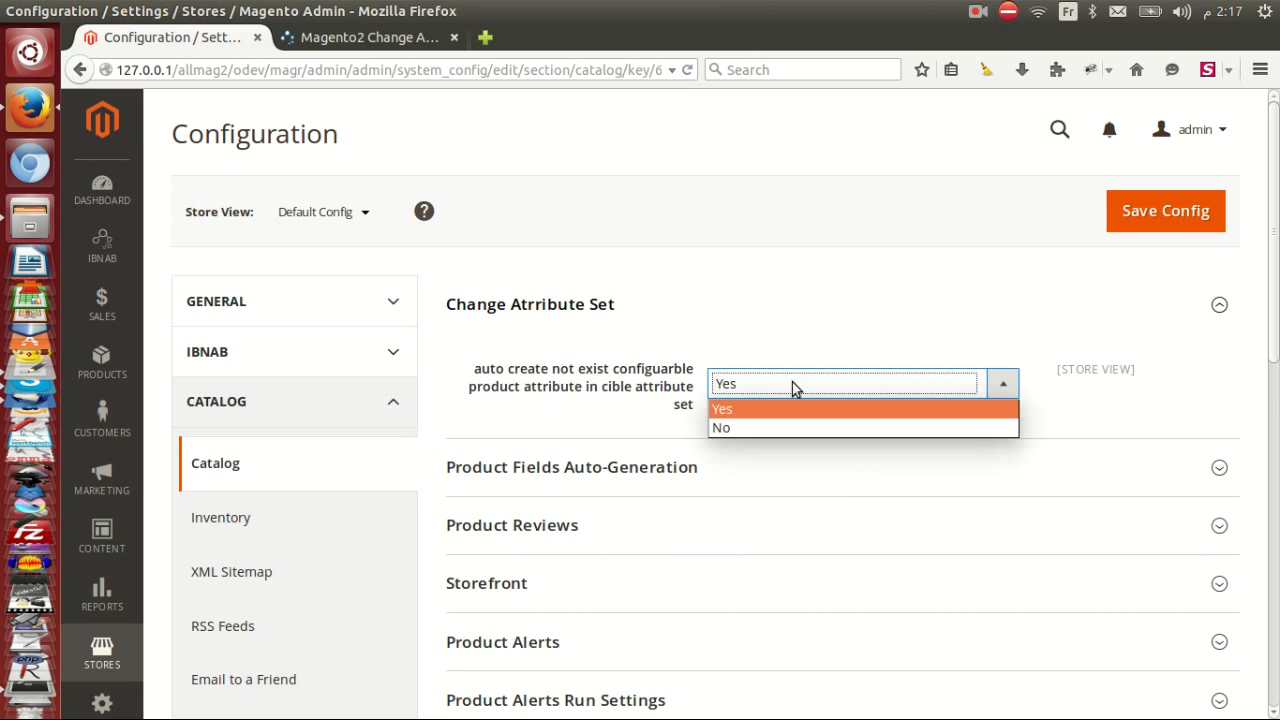 Configuration / Settings / Stores / Magento Admin - Mozilla Firefox
Fr
2:17 م
Configuration / Sett...
Magento2 Change A...
127.0.0.1/allmag2/odev/magr/admin/admin/system_config/edit/section/catalog/key/6
Search
S
Configuration
admin
Store View:
Default Config
?
Save Config
DASHBOARD
IBNAB
$
SALES
PRODUCTS
CUSTOMERS
MARKETING
CONTENT
REPORTS
STORES
GENERAL
IBNAB
CATALOG
Catalog
Inventory
XML Sitemap
RSS Feeds
Email to a Friend
Change Atrribute Set
auto create not exist configuarble
product attribute in cible attribute
set
Yes
[STORE VIEW]
Yes
No
Product Fields Auto-Generation
Product Reviews
Storefront
Product Alerts
Product Alerts Run Settings
FZ
php
R